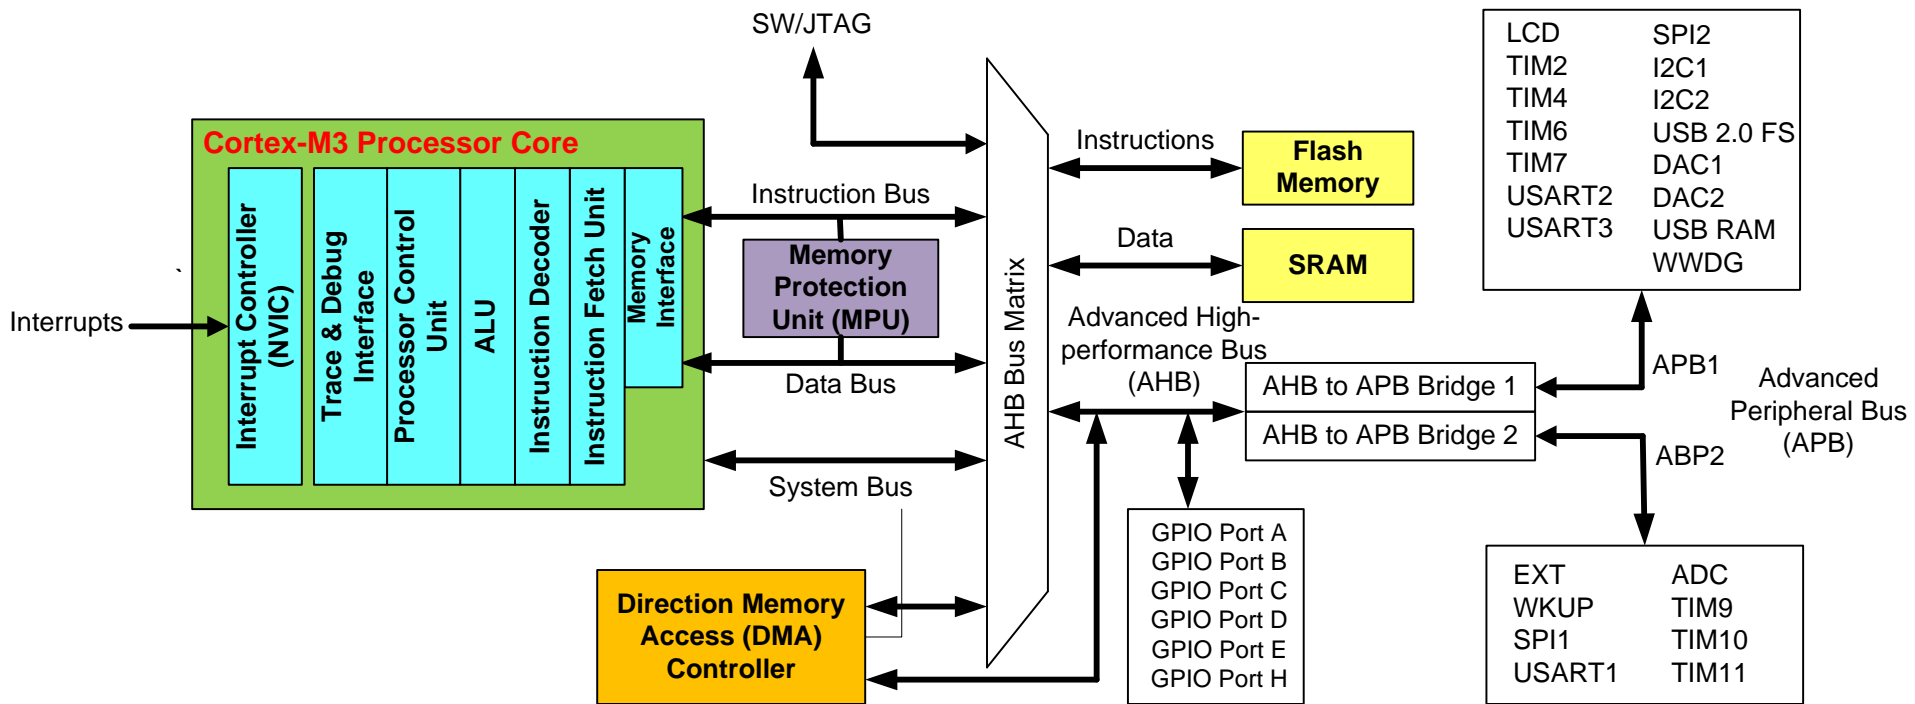 SW/JTAG
Cortex-M3 Processor Core
Interrupts
Interrupt Controller
(NVIC)
Trace & Debug
Interface
Processor Control
Unit
ALU
Instruction Decoder
Instruction Fetch Unit
Memory
Interface
Instruction Bus
Memory
Protection
Unit (MPU)
Data Bus
System Bus
Direction Memory
Access (DMA)
Controller
AHB Bus Matrix
Instructions
Flash
Memory
Data
SRAM
Advanced High-
performance Bus
(AHB)
AHB to APB Bridge 1
AHB to APB Bridge 2
GPIO Port A
GPIO Port B
GPIO Port C
GPIO Port D
GPIO Port E
GPIO Port H
LCD
TIM2
TIM4
TIM6
TIM7
USART2
USART3
SPI2
I2C1
I2C2
USB 2.0 FS
DAC1
DAC2
USB RAM
WWDG
APB1
Advanced
Peripheral Bus
(APB)
ABP2
EXT
WKUP
SPI1
USART1
ADC
TIM9
TIM10
TIM11